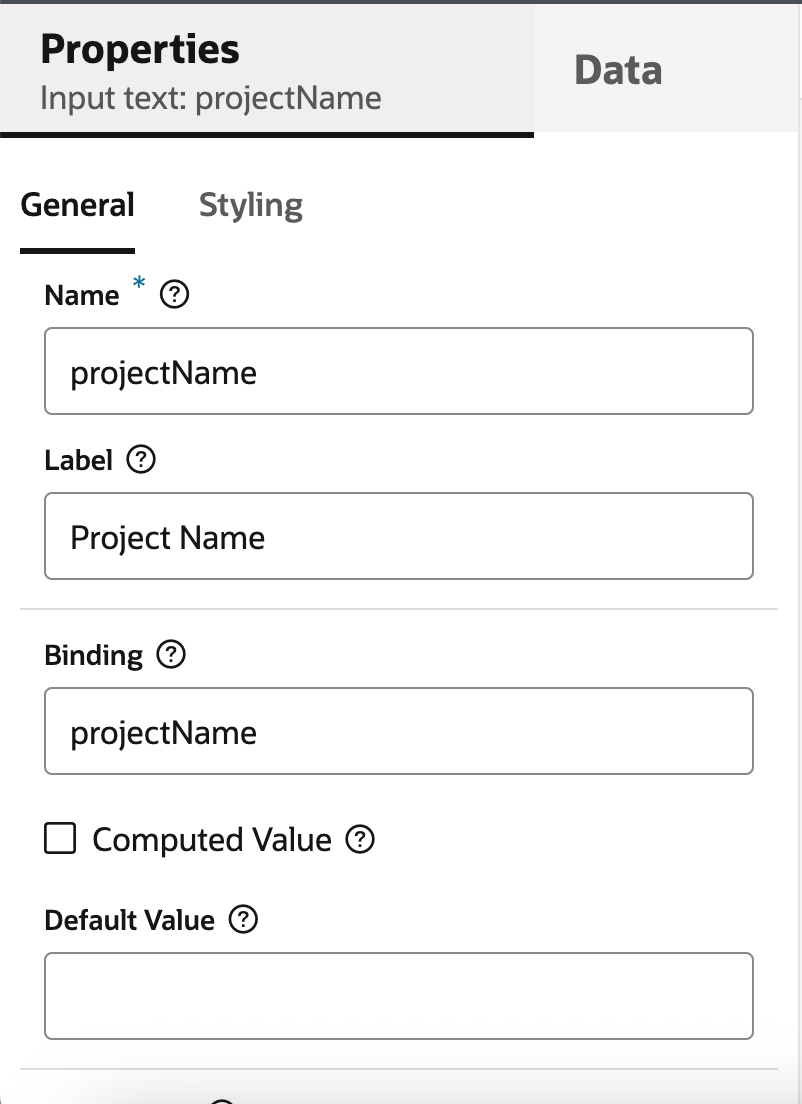 Properties
Input text: projectName
Data
General
Styling
Name *
projectName
Label
Project Name
Binding
projectName
Computed Value
Default Value